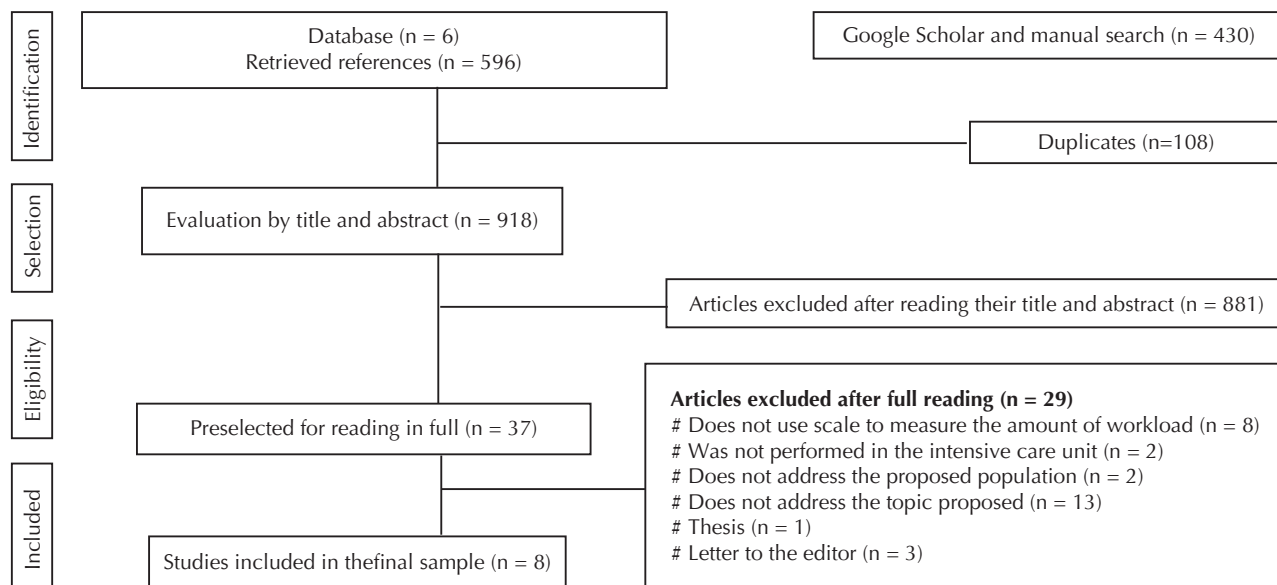 Identification
Database (n = 6)
Retrieved references (n = 596)
Google Scholar and manual search (n = 430)
Duplicates (n=108)
Selection
Evaluation by title and abstract (n = 918)
Articles excluded after reading their title and abstract (n = 881)
Eligibility
Preselected for reading in full (n = 37)
Articles excluded after full reading (n = 29)
# Does not use scale to measure the amount of workload (n = 8)
# Was not performed in the intensive care unit (n = 2)
# Does not address the proposed population (n = 2)
# Does not address the topic proposed (n = 13)
# Thesis (n = 1)
# Letter to the editor (n = 3)
Included
Studies included in thefinal sample (n = 8)